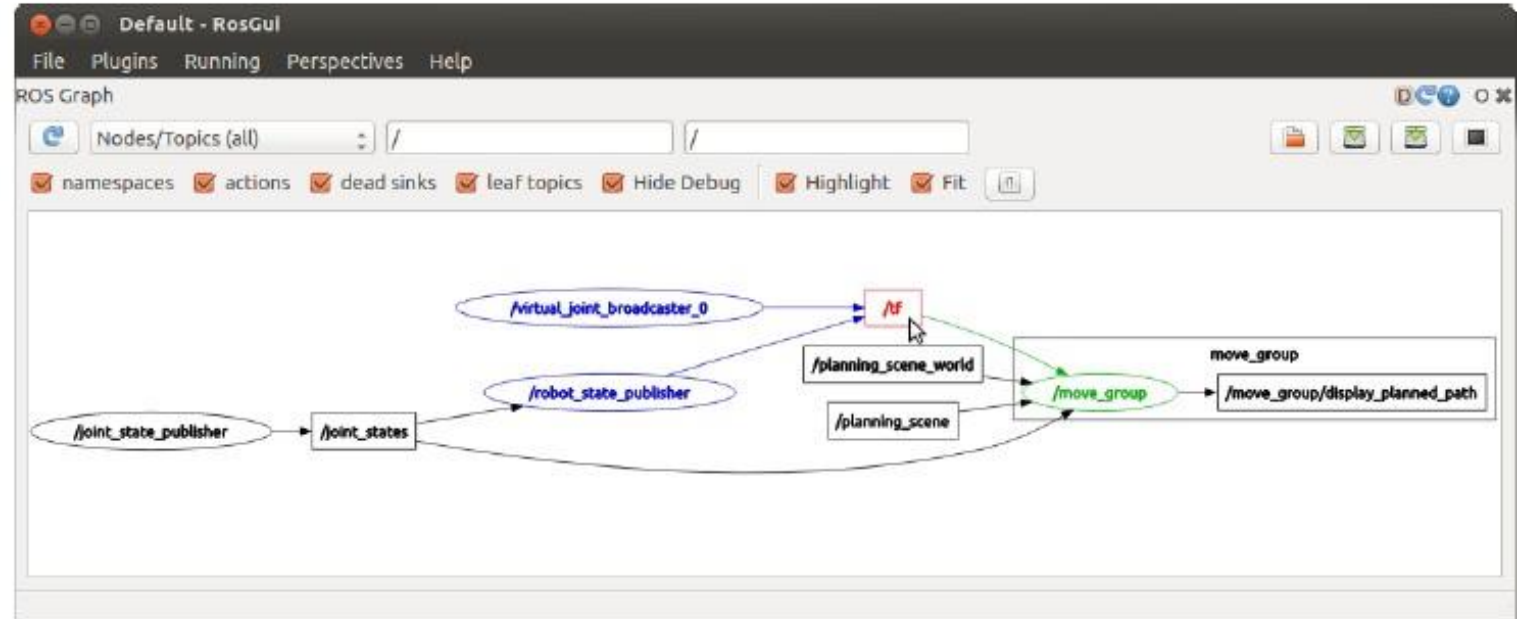 Default - RosGui
File Plugins Running Perspectives Help
ROS Graph
D O
Nodes/Topics (all) / /
namespaces actions dead sinks leaf topics Hide Debug Highlight Fit
/virtual_joint_broadcaster_0 /tf
move_group
/planning_scene_world
/robot_state_publisher /move_group /move_group/display_planned_path
/planning_scene
/joint_state_publisher /joint_states